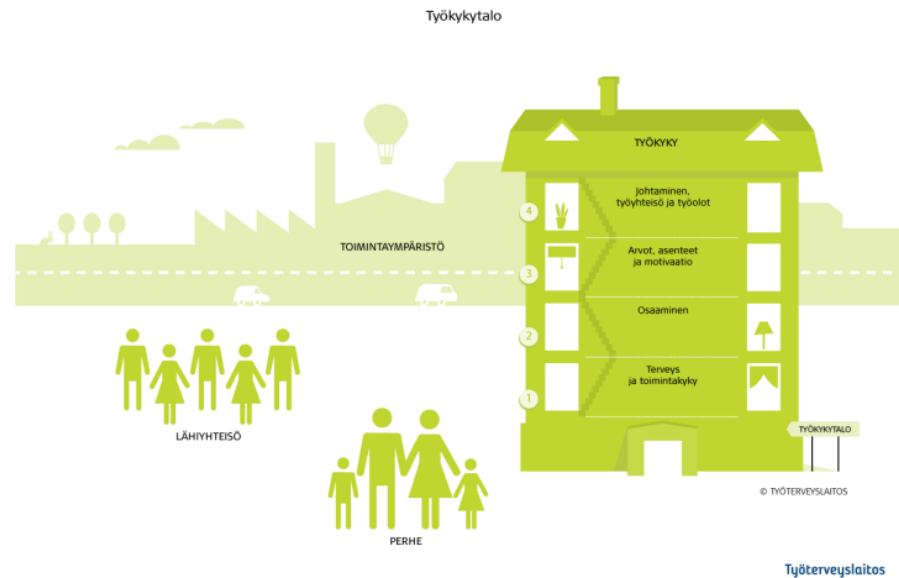 Työkykytalo
TYÖKYKY
4
Johtaminen,
työyhteisö ja työolot
TOIMINTAYMPÄRISTÖ
3
Arvot, asenteet
ja motivaatio
2
Osaaminen
1
Terveys
ja toimintakyky
LÄHIYHTEISÖ
TYÖKYKYTALO
PERHE
© TYÖTERVEYSLAITOS
Työterveyslaitos